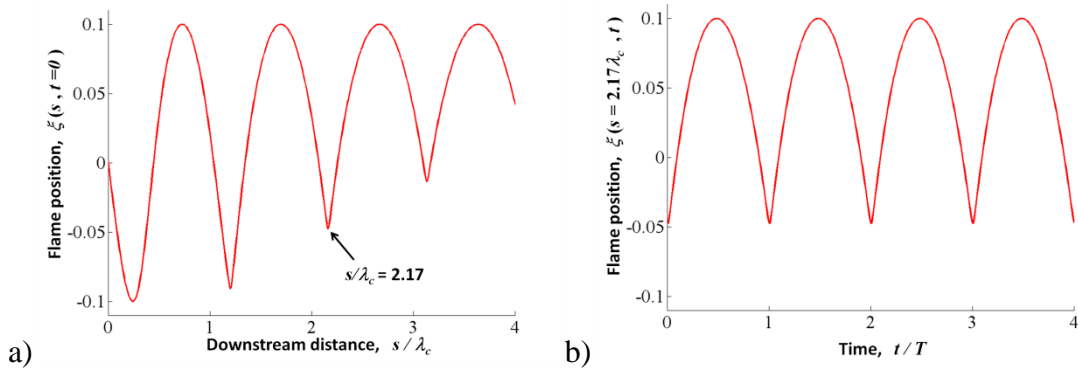 0.1
0.05
0
-0.05
-0.1
Flame position, ξ (s , t =0)
s/λc = 2.17
0 1 2 3 4
Downstream distance, s / λc
a)
0.1
0.05
0
-0.05
-0.1
Flame position, ξ (s = 2.17λc , t)
0 1 2 3 4
Time, t / T
b)